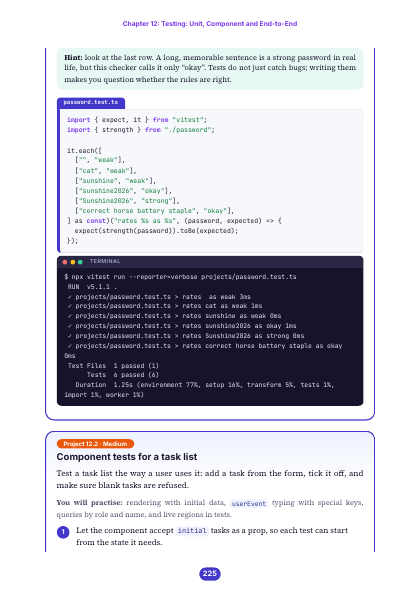 Chapter 12: Testing: Unit, Component and End-to-End
Hint: look at the last row. A long, memorable sentence is a strong password in real
life, but this checker calls it only “okay”. Tests do not just catch bugs; writing them
makes you question whether the rules are right.
password.test.ts
import { expect, it } from "vitest";
import { strength } from "./password";
it.each([
["", "weak"],
["cat", "weak"],
["sunshine", "weak"],
["sunshine2026", "okay"],
["Sunshine2026", "strong"],
["correct horse battery staple", "okay"],
] as const)("rates %s as %s", (password, expected) => {
expect(strength(password)).toBe(expected);
});
TERMINAL
$ npx vitest run --reporter=verbose projects/password.test.ts
RUN v5.1.1 .
✓ projects/password.test.ts > rates  as weak 3ms
✓ projects/password.test.ts > rates cat as weak 1ms
✓ projects/password.test.ts > rates sunshine as weak 0ms
✓ projects/password.test.ts > rates sunshine2026 as okay 1ms
✓ projects/password.test.ts > rates Sunshine2026 as strong 0ms
✓ projects/password.test.ts > rates correct horse battery staple as okay
0ms
Test Files 1 passed (1)
Tests 6 passed (6)
Duration 1.25s (environment 77%, setup 16%, transform 5%, tests 1%,
import 1%, worker 1%)
Project 12.2 · Medium
Component tests for a task list
Test a task list the way a user uses it: add a task from the form, tick it off, and
make sure blank tasks are refused.
You will practise: rendering with initial data, userEvent typing with special keys,
queries by role and name, and live regions in tests.
1 Let the component accept initial tasks as a prop, so each test can start
from the state it needs.
225